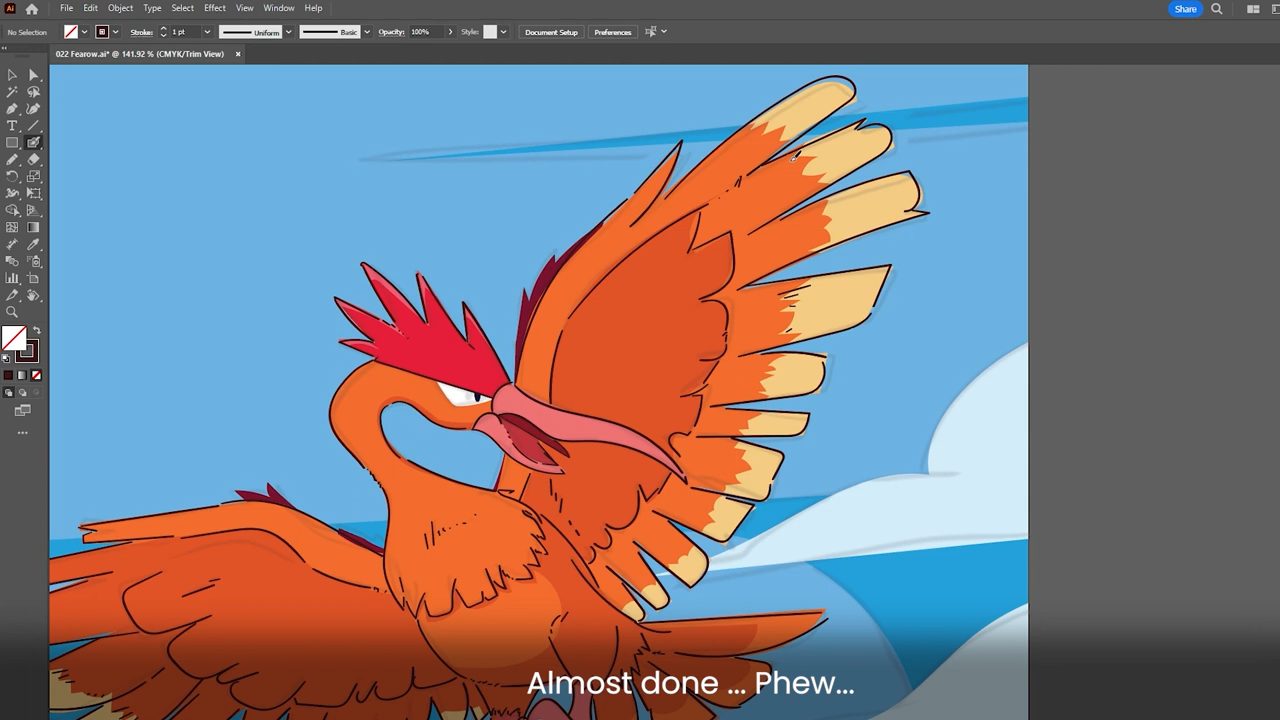 Ai File Edit Object Type Select Effect View Window Help Share
No Selection Stroke: 1 pt Uniform Basic Opacity: 100% Style: Document Setup Preferences
022 Fearow.ai* @ 141.92 % (CMYK/Trim View) ×
Almost done ... Phew...